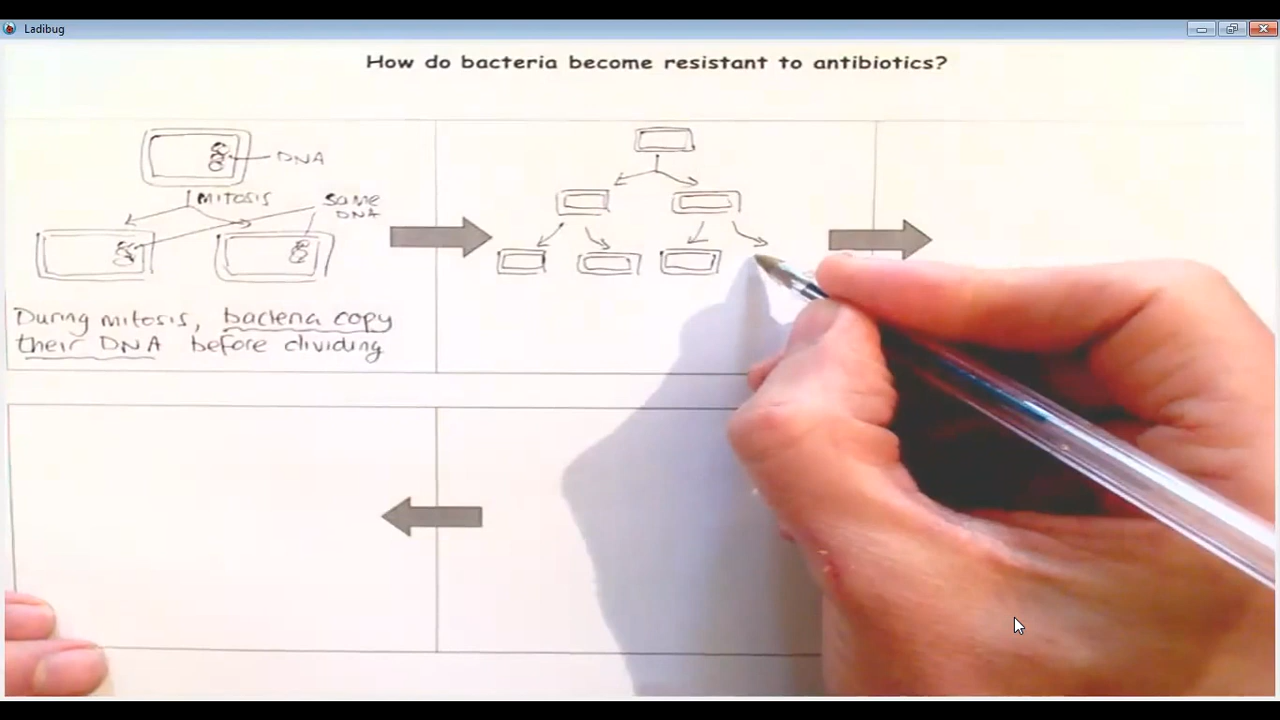 Ladibug
How do bacteria become resistant to antibiotics?
DNA
MITOSIS
SAME
DNA
During mitosis, bacteria copy
their DNA before dividing